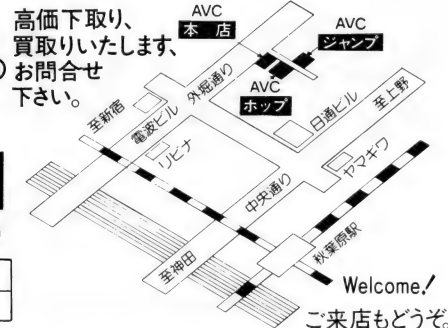 高価下取り、
買取りいたします、
お問合せ
下さい。
AVC
本店
AVC
ジャンプ
AVC
ホップ
至新宿
電波ビル
外堀通り
リビナ
日通ビル
至上野
ヤマギワ
中央通り
秋葉原駅
至神田
Welcome!
ご来店もどうぞ。